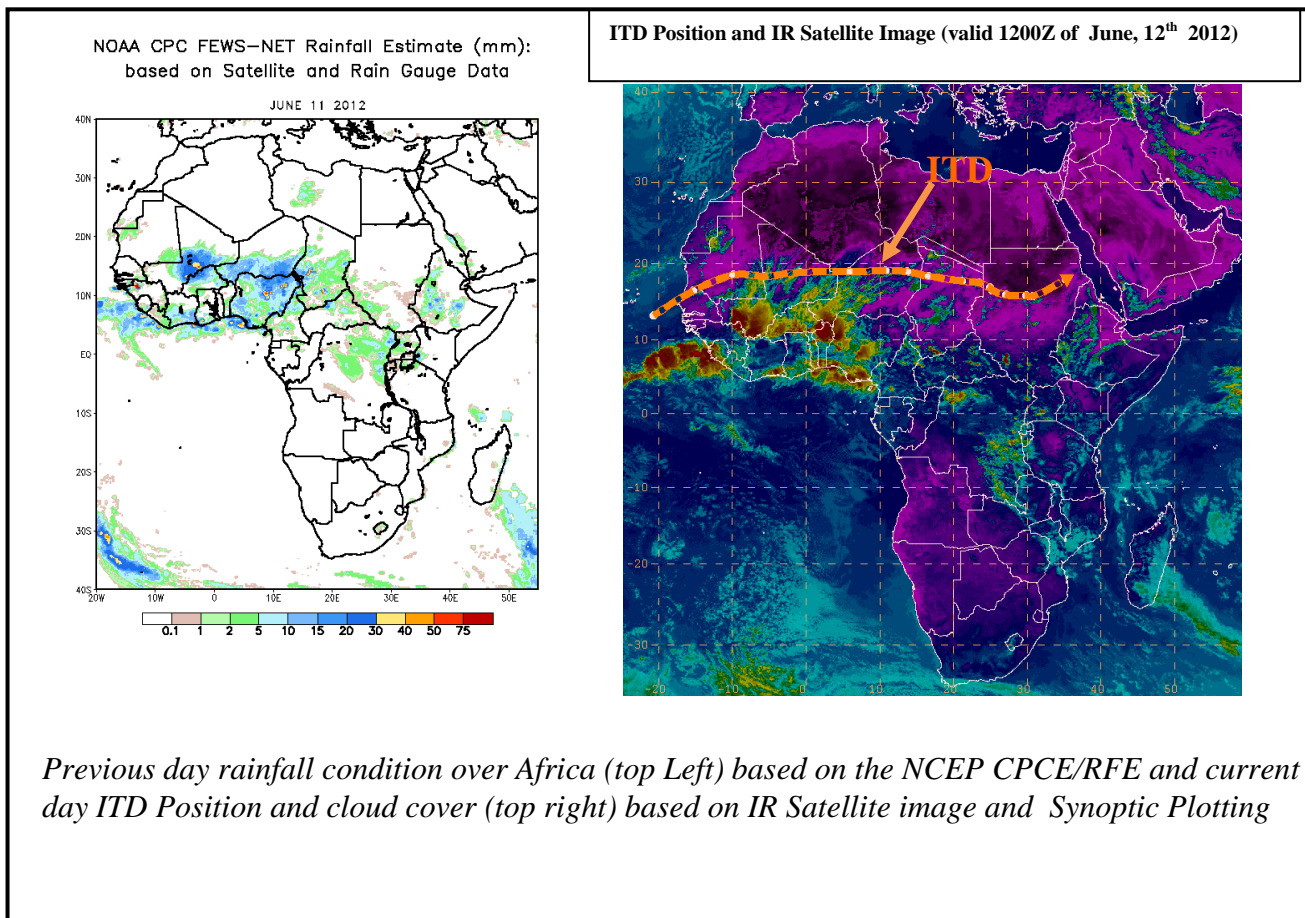 NOAA CPC FEWS-NET Rainfall Estimate (mm):
based on Satellite and Rain Gauge Data
JUNE 11 2012
40N
30N
20N
10N
EQ
10S
20S
30S
40S
20W 10W 0 10E 20E 30E 40E 50E
0.1 1 2 5 10 15 20 30 40 50 75
ITD Position and IR Satellite Image (valid 1200Z of June, 12th 2012)
40
ITD
30
20
10
0
-10
-20
-30
-20 -10 0 10 20 30 40 50
Previous day rainfall condition over Africa (top Left) based on the NCEP CPCE/RFE and current
day ITD Position and cloud cover (top right) based on IR Satellite image and Synoptic Plotting